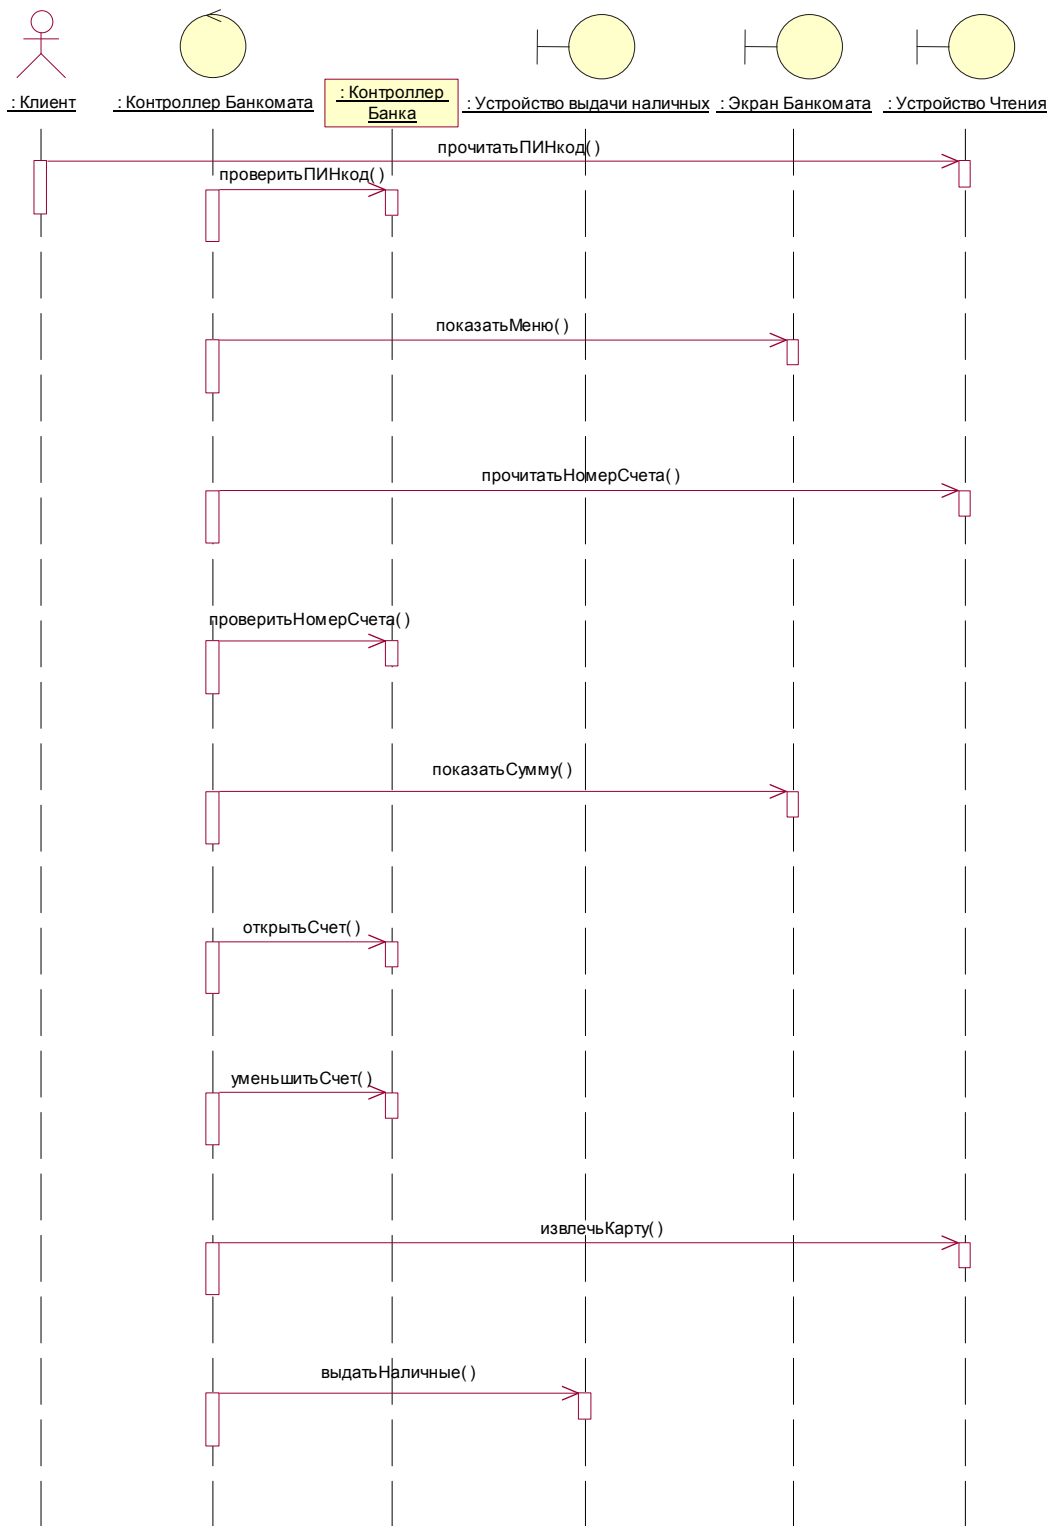 : Клиент
: Контроллер Банкомата
: Контроллер
Банка
: Устройство выдачи наличных
: Экран Банкомата
: Устройство Чтения
прочитатьПИНкод( )
проверитьПИНкод( )
показатьМеню( )
прочитатьНомерСчета( )
проверитьНомерСчета( )
показатьСумму( )
открытьСчет( )
уменьшитьСчет( )
извлечьКарту( )
выдатьНаличные( )